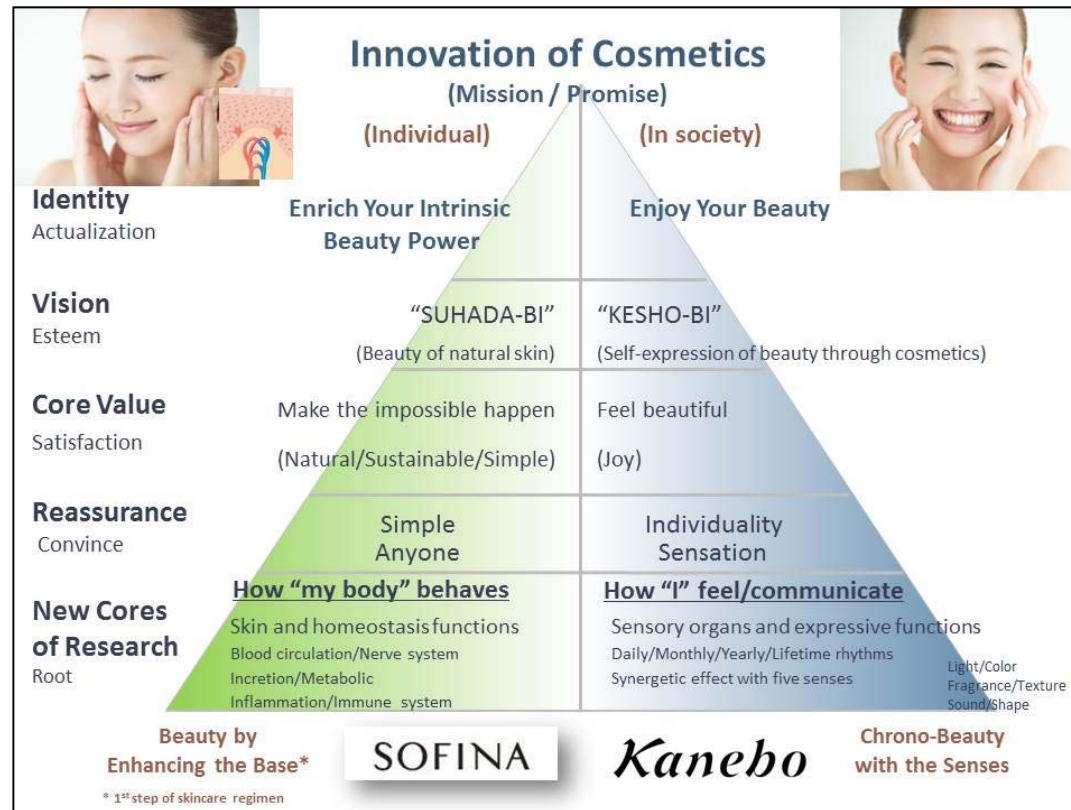 Innovation of Cosmetics
(Mission / Promise)
(Individual)
(In society)
Identity
Actualization
Enrich Your Intrinsic
Beauty Power
Enjoy Your Beauty
Vision
Esteem
“SUHADA-BI”
(Beauty of natural skin)
“KESHO-BI”
(Self-expression of beauty through cosmetics)
Core Value
Satisfaction
Make the impossible happen
(Natural/Sustainable/Simple)
Feel beautiful
(Joy)
Reassurance
Convince
Simple
Anyone
Individuality
Sensation
New Cores
of Research
Root
How “my body” behaves
Skin and homeostasis functions
Blood circulation/Nerve system
Incretion/Metabolic
Inflammation/Immune system
How “I” feel/communicate
Sensory organs and expressive functions
Daily/Monthly/Yearly/Lifetime rhythms
Synergetic effect with five senses
Light/Color
Fragrance/Texture
Sound/Shape
Beauty by
Enhancing the Base*
* 1st step of skincare regimen
SOFINA
Kanebo
Chrono-Beauty
with the Senses